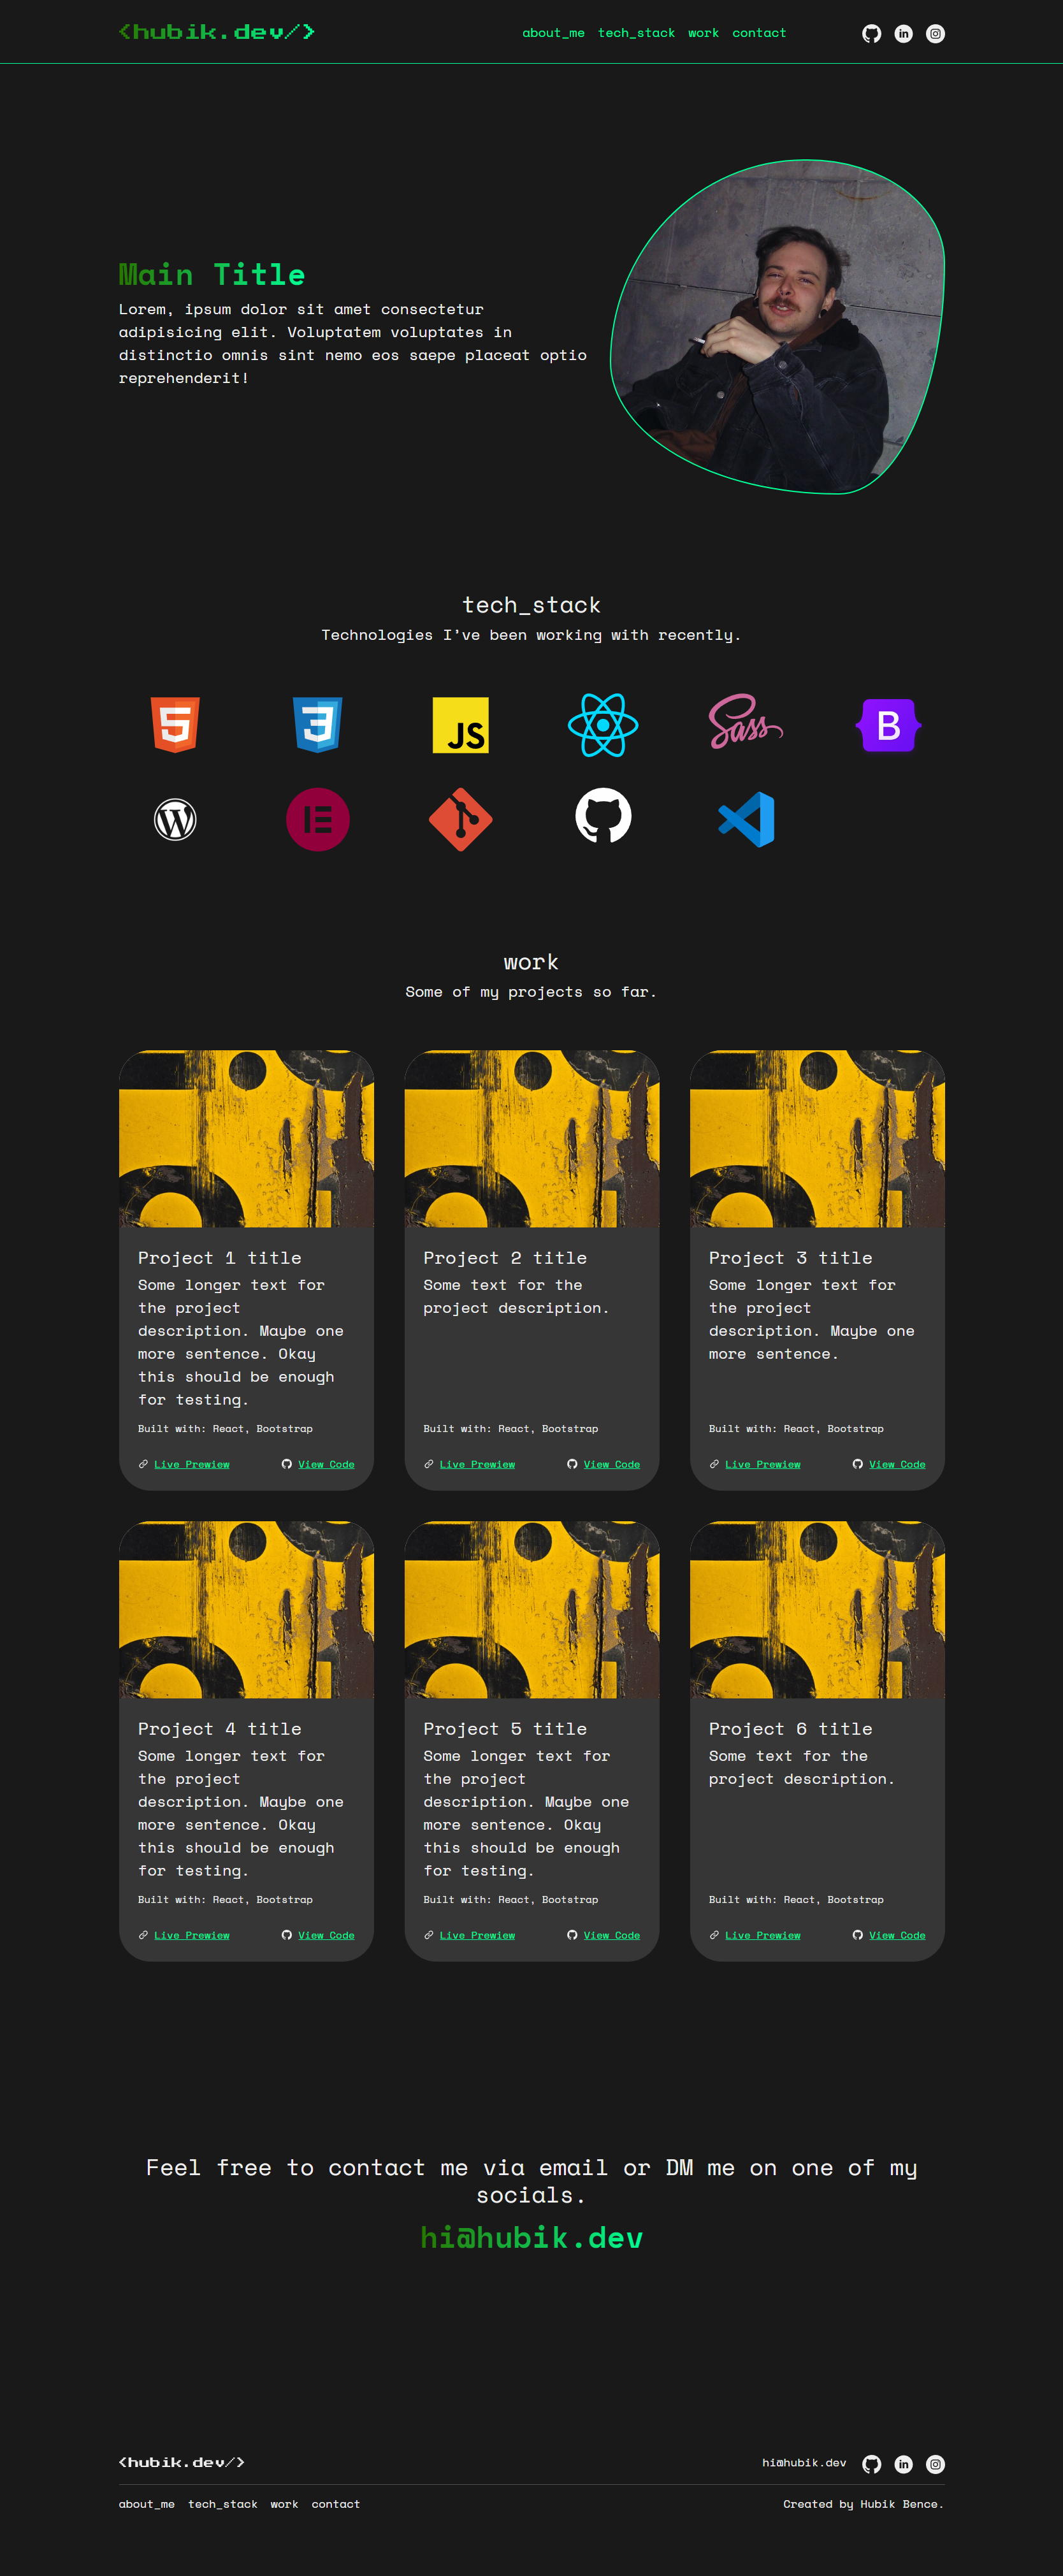 <hubik.dev/>
about_me tech_stack work contact
in
Main Title
Lorem, ipsum dolor sit amet consectetur
adipisicing elit. Voluptatem voluptates in
distinctio omnis sint nemo eos saepe placeat optio
reprehenderit!
tech_stack
Technologies I've been working with recently.
5 3 JS Sass B
W
work
Some of my projects so far.
Project 1 title
Some longer text for
the project
description. Maybe one
more sentence. Okay
this should be enough
for testing.
Built with: React, Bootstrap
Live Prewiew View Code
Project 2 title
Some text for the
project description.
Built with: React, Bootstrap
Live Prewiew View Code
Project 3 title
Some longer text for
the project
description. Maybe one
more sentence.
Built with: React, Bootstrap
Live Prewiew View Code
Project 4 title
Some longer text for
the project
description. Maybe one
more sentence. Okay
this should be enough
for testing.
Built with: React, Bootstrap
Live Prewiew View Code
Project 5 title
Some longer text for
the project
description. Maybe one
more sentence. Okay
this should be enough
for testing.
Built with: React, Bootstrap
Live Prewiew View Code
Project 6 title
Some text for the
project description.
Built with: React, Bootstrap
Live Prewiew View Code
Feel free to contact me via email or DM me on one of my
socials.
hi@hubik.dev
<hubik.dev/>
hi@hubik.dev in
about_me tech_stack work contact
Created by Hubik Bence.